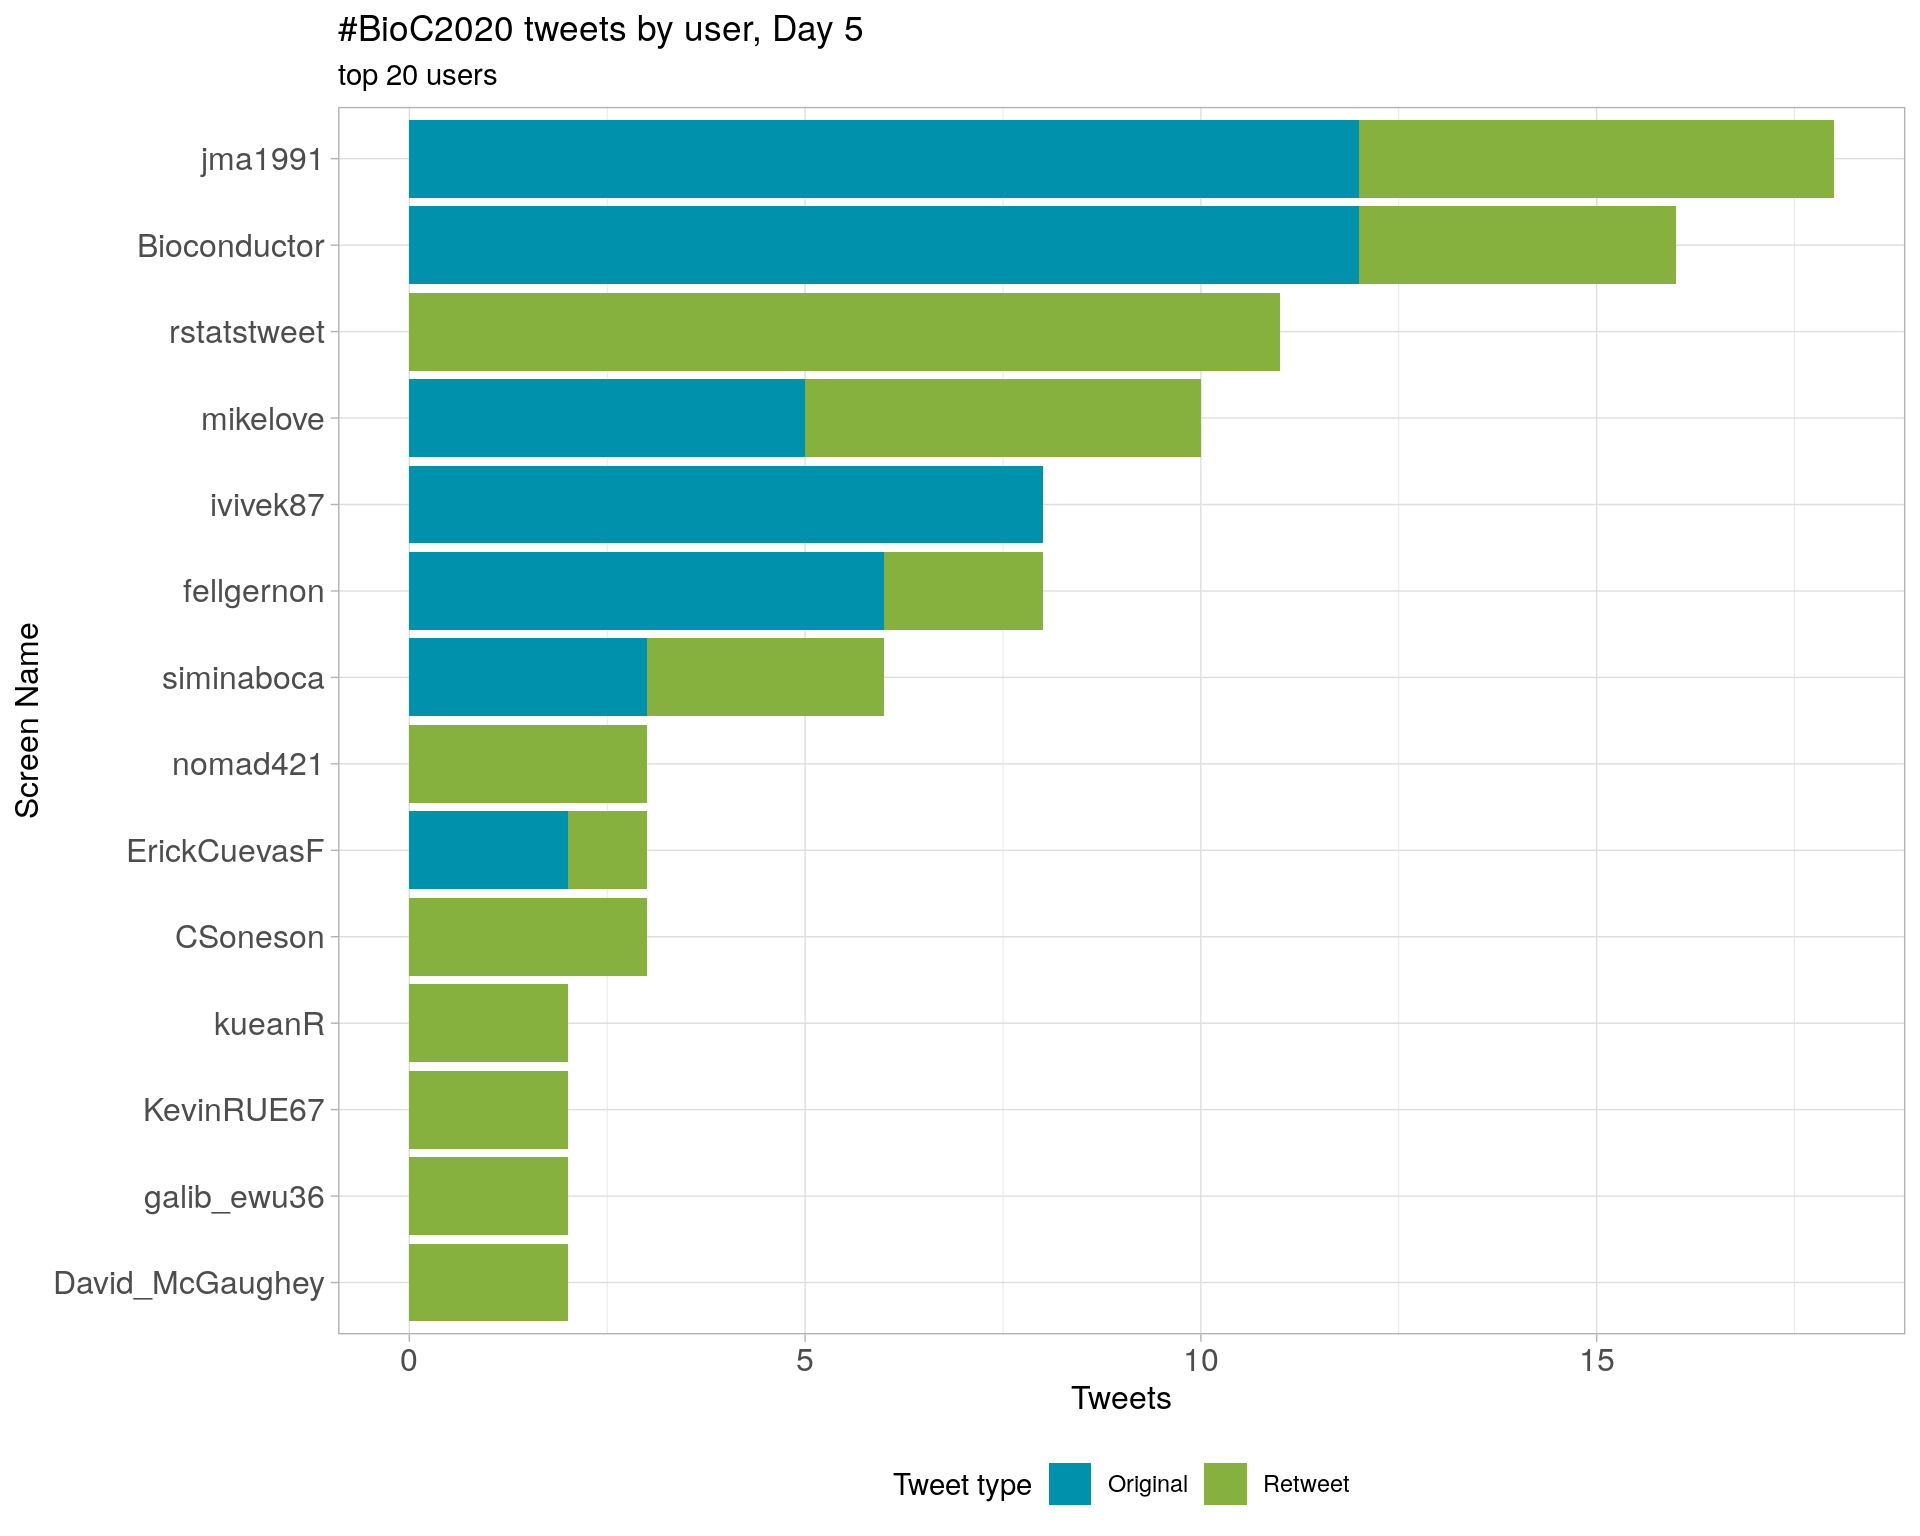 #BioC2020 tweets by user, Day 5
top 20 users
Screen Name
jma1991
Bioconductor
rstatstweet
mikelove
ivivek87
fellgernon
siminaboca
nomad421
ErickCuevasF
CSoneson
kueanR
KevinRUE67
galib_ewu36
David_McGaughey
0 5 10 15
Tweets
Tweet type Original Retweet